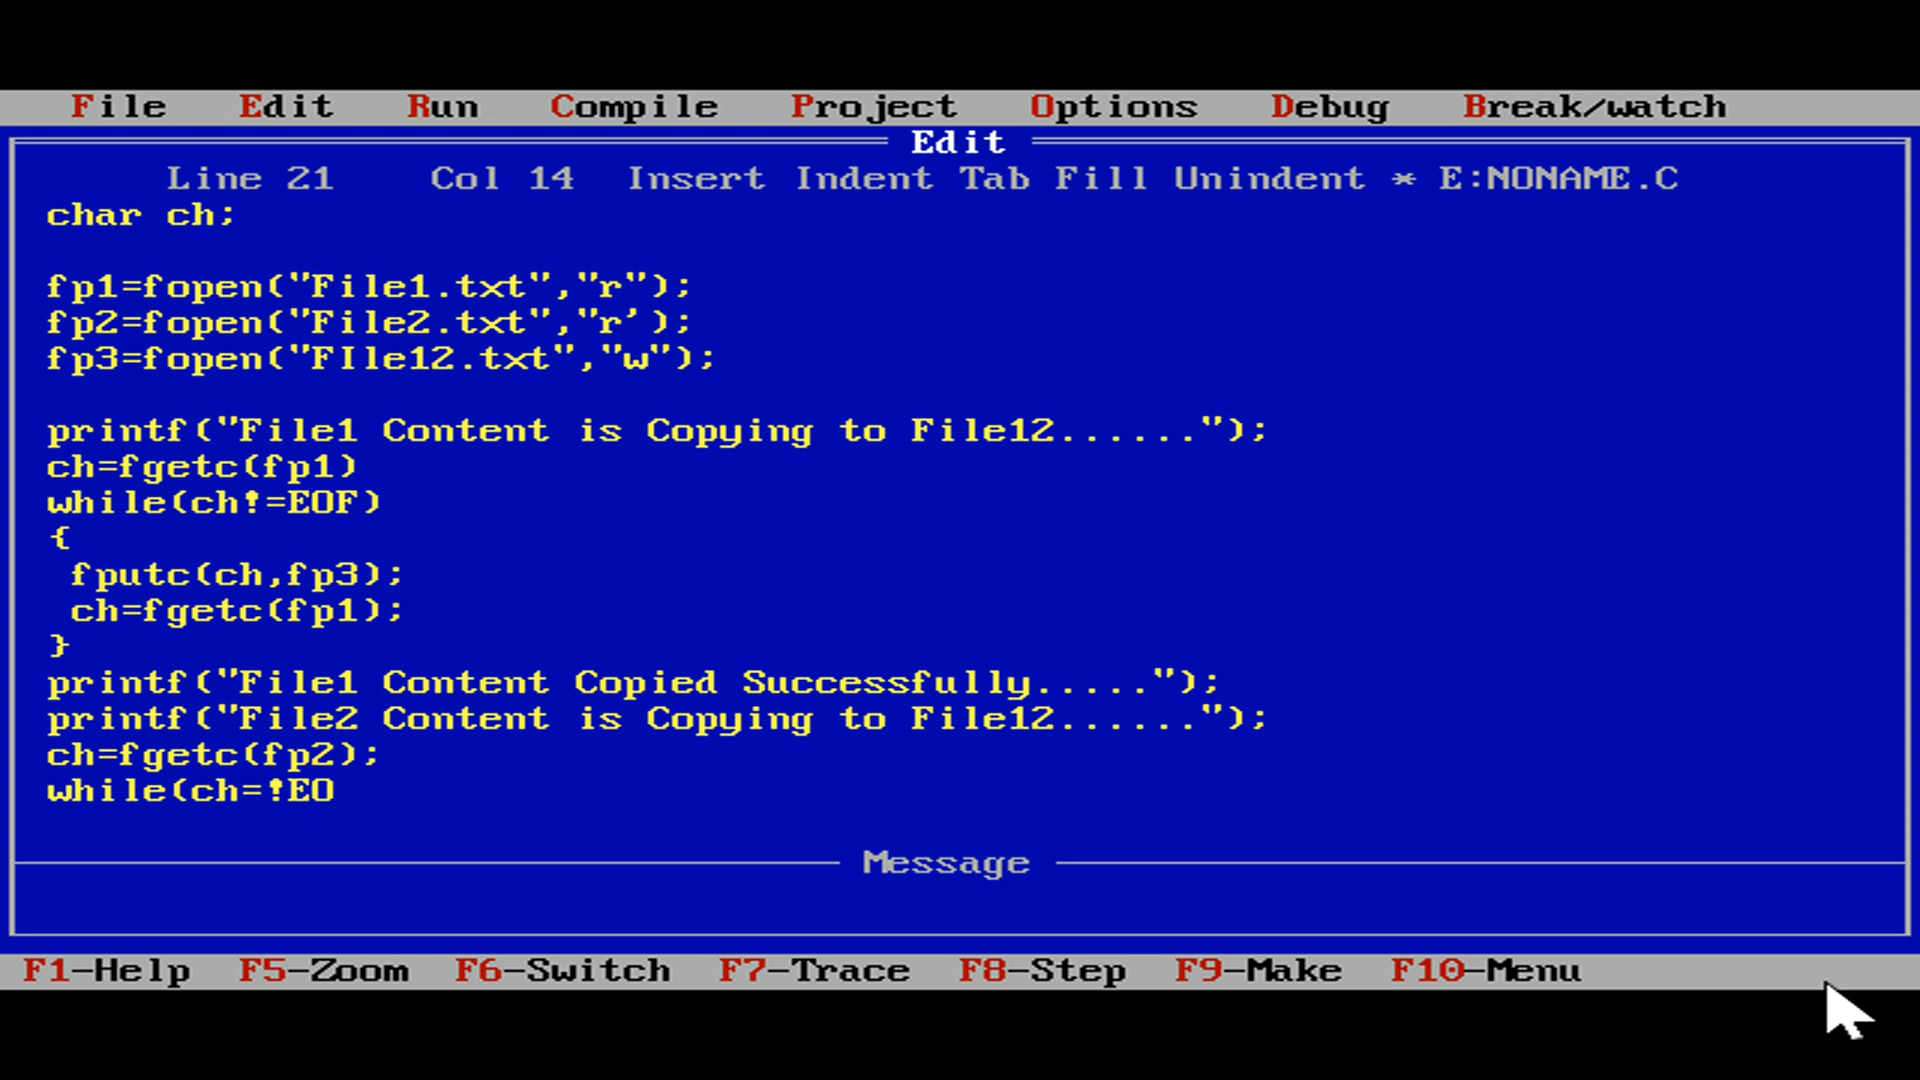 File Edit Run Compile Project Options Debug Break/watch
Edit
Line 21 Col 14 Insert Indent Tab Fill Unindent * E:NONAME.C
char ch;
fp1=fopen("File1.txt","r");
fp2=fopen("File2.txt","r');
fp3=fopen("FIle12.txt","w");
printf("File1 Content is Copying to File12......");
ch=fgetc(fp1)
while(ch!=EOF)
{
fputc(ch,fp3);
ch=fgetc(fp1);
}
printf("File1 Content Copied Successfully.....");
printf("File2 Content is Copying to File12......");
ch=fgetc(fp2);
while(ch=!EO
Message
F1-Help F5-Zoom F6-Switch F7-Trace F8-Step F9-Make F10-Menu